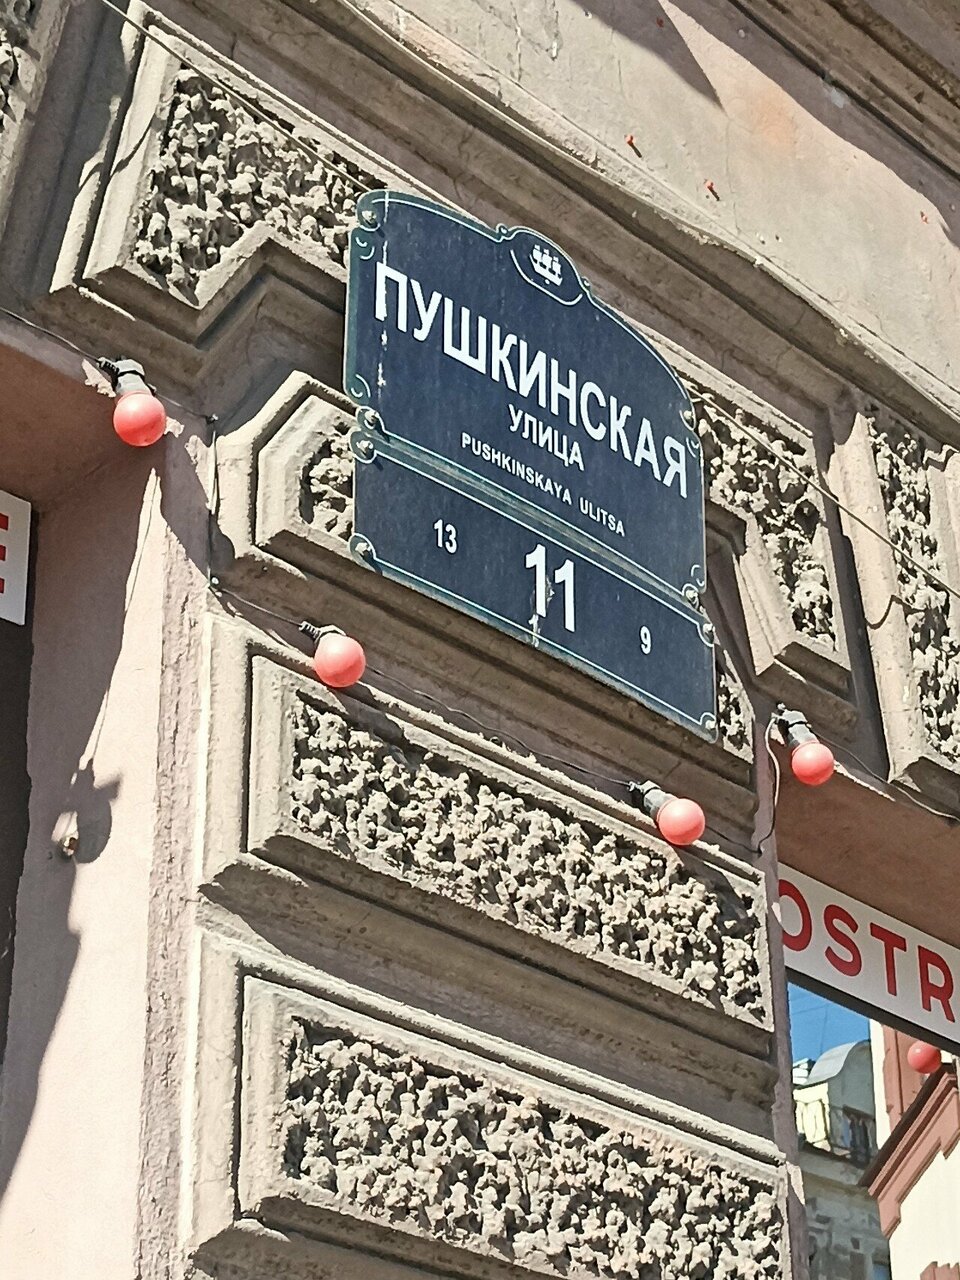 ПУШКИНСКАЯ
УЛИЦА
PUSHKINSKAYA ULITSA
13 11 9
E
OSTR